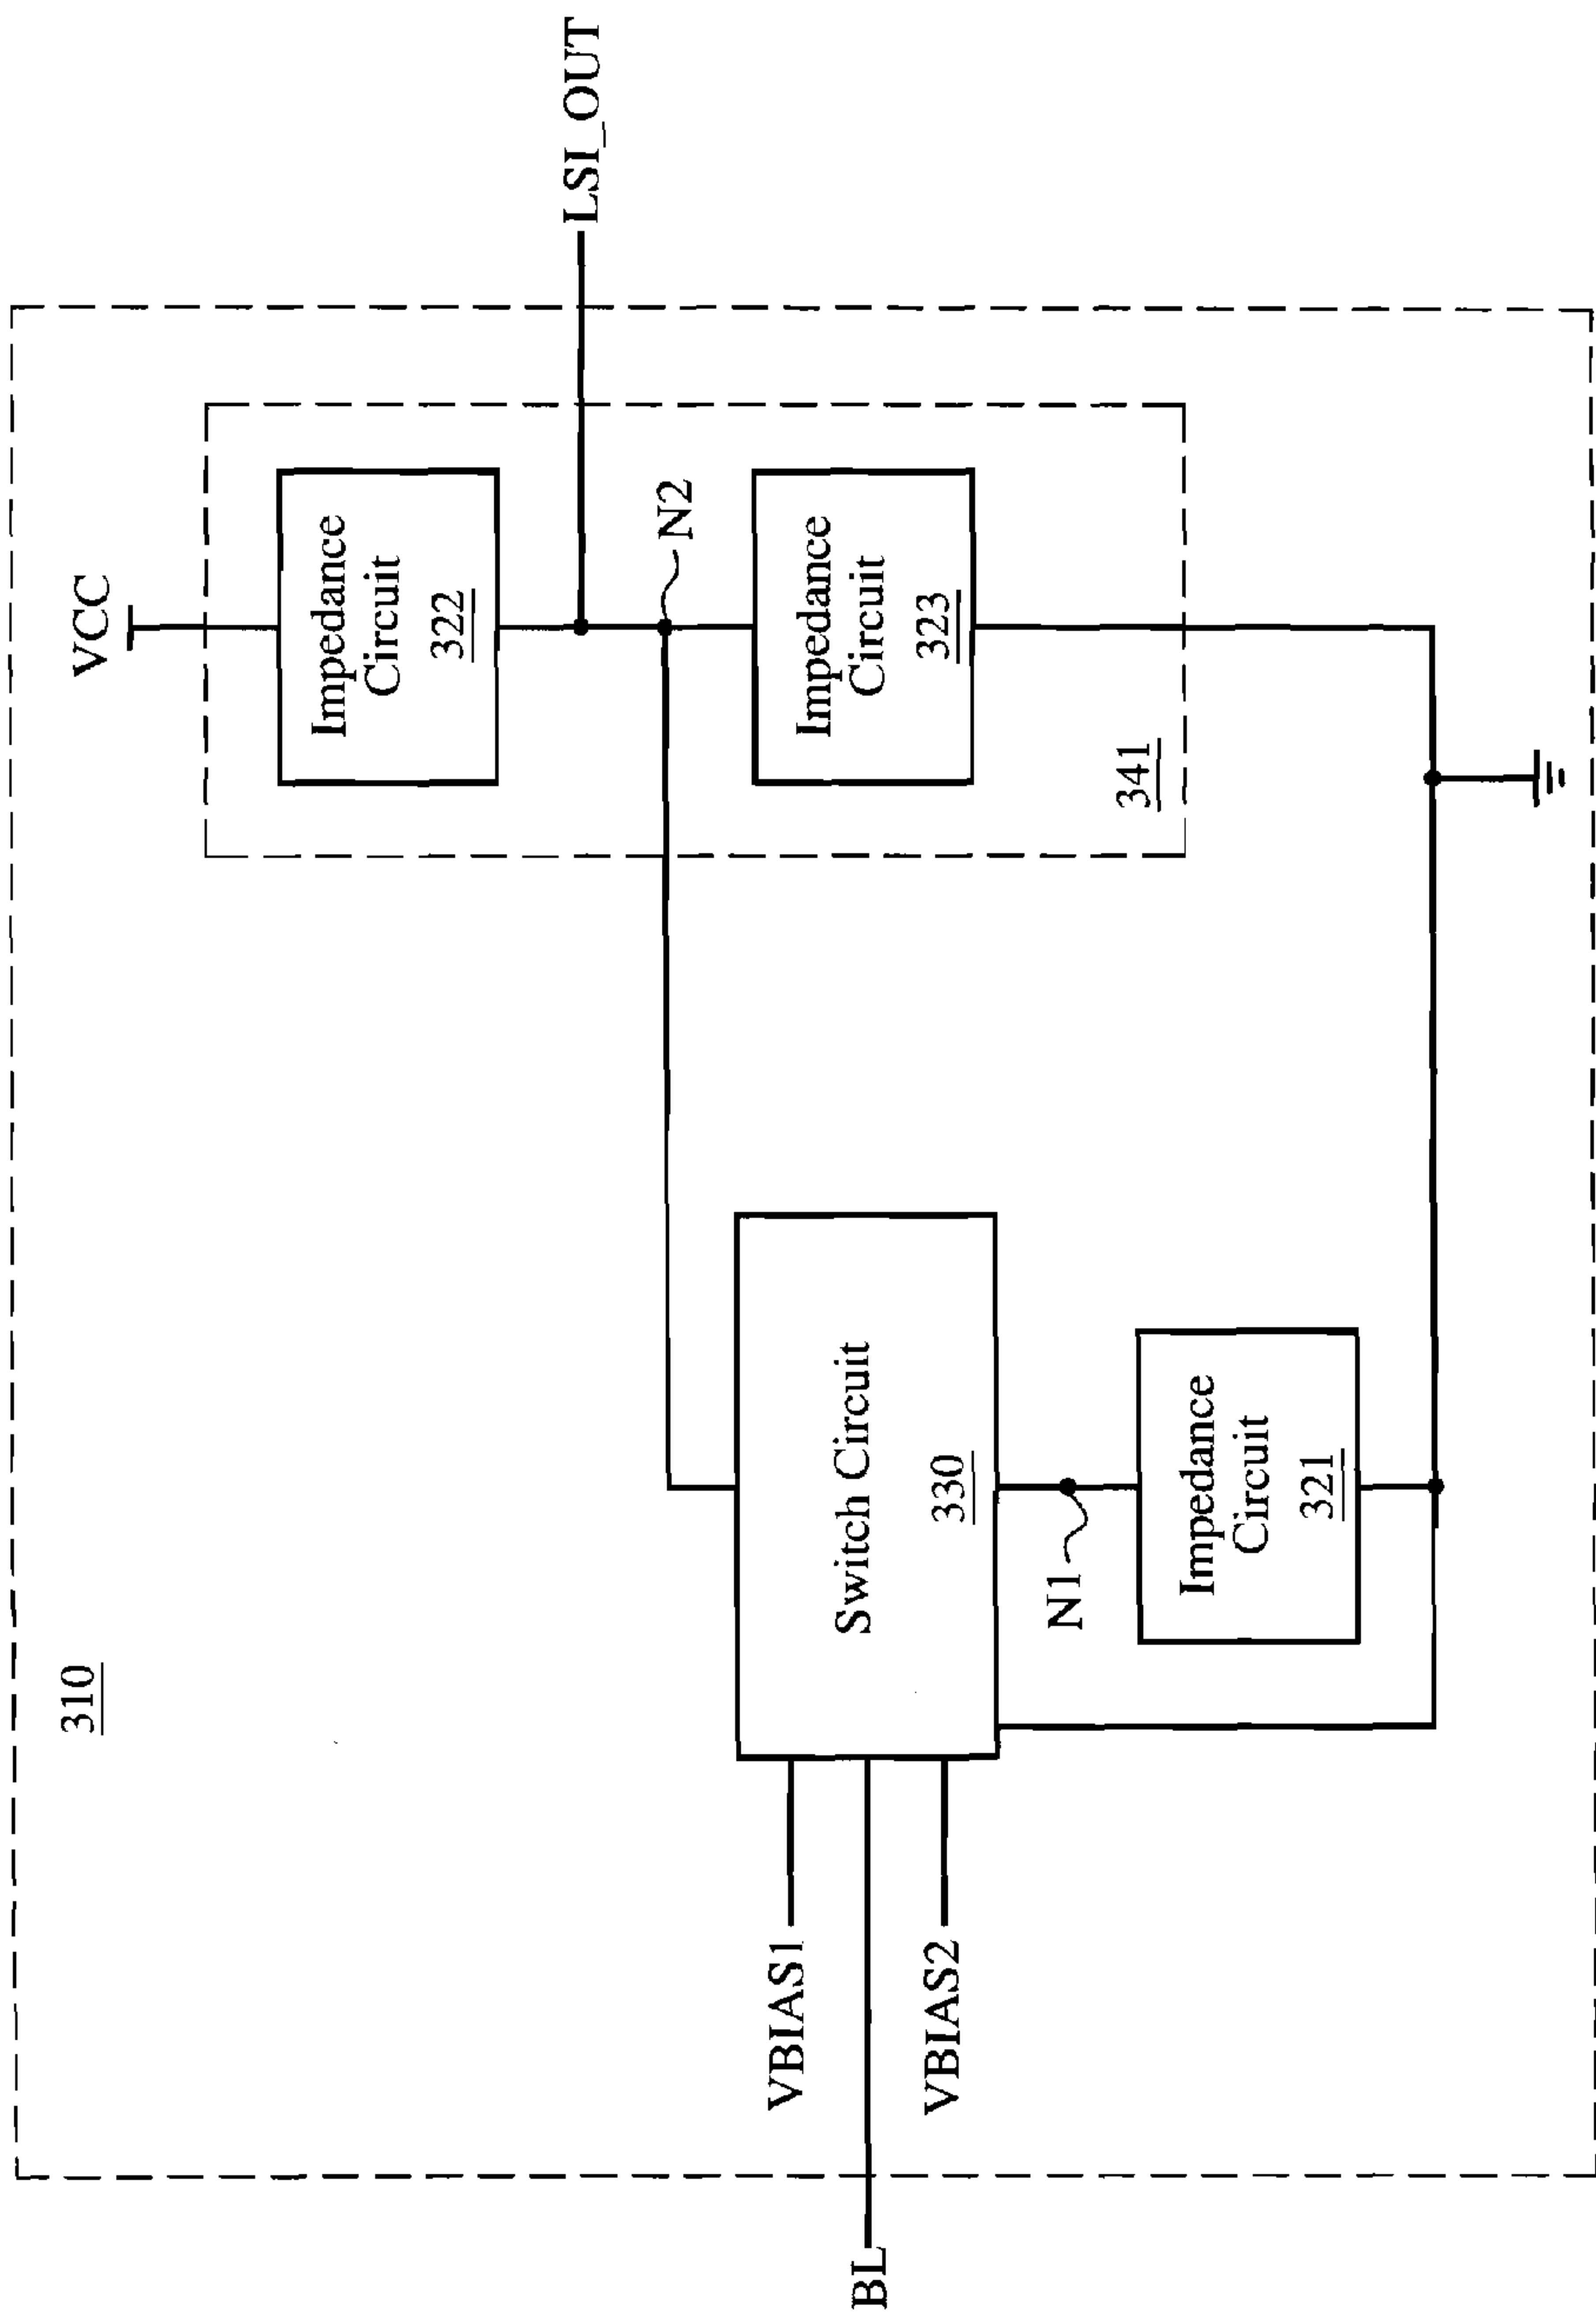 310
VCC
Impedance
Circuit
322
LSI_OUT
N2
Impedance
Circuit
323
341
VBIAS1
BL
VBIAS2
Switch Circuit
330
N1
Impedance
Circuit
321